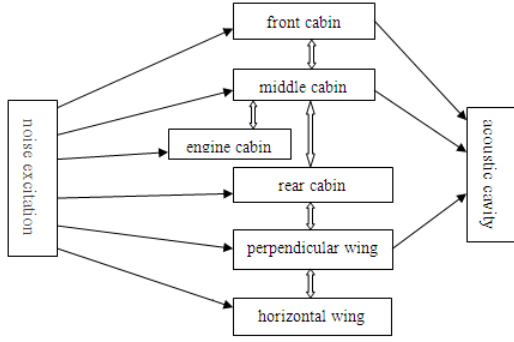 front cabin
middle cabin
noise excitation
engine cabin
acoustic cavity
rear cabin
perpendicular wing
horizontal wing